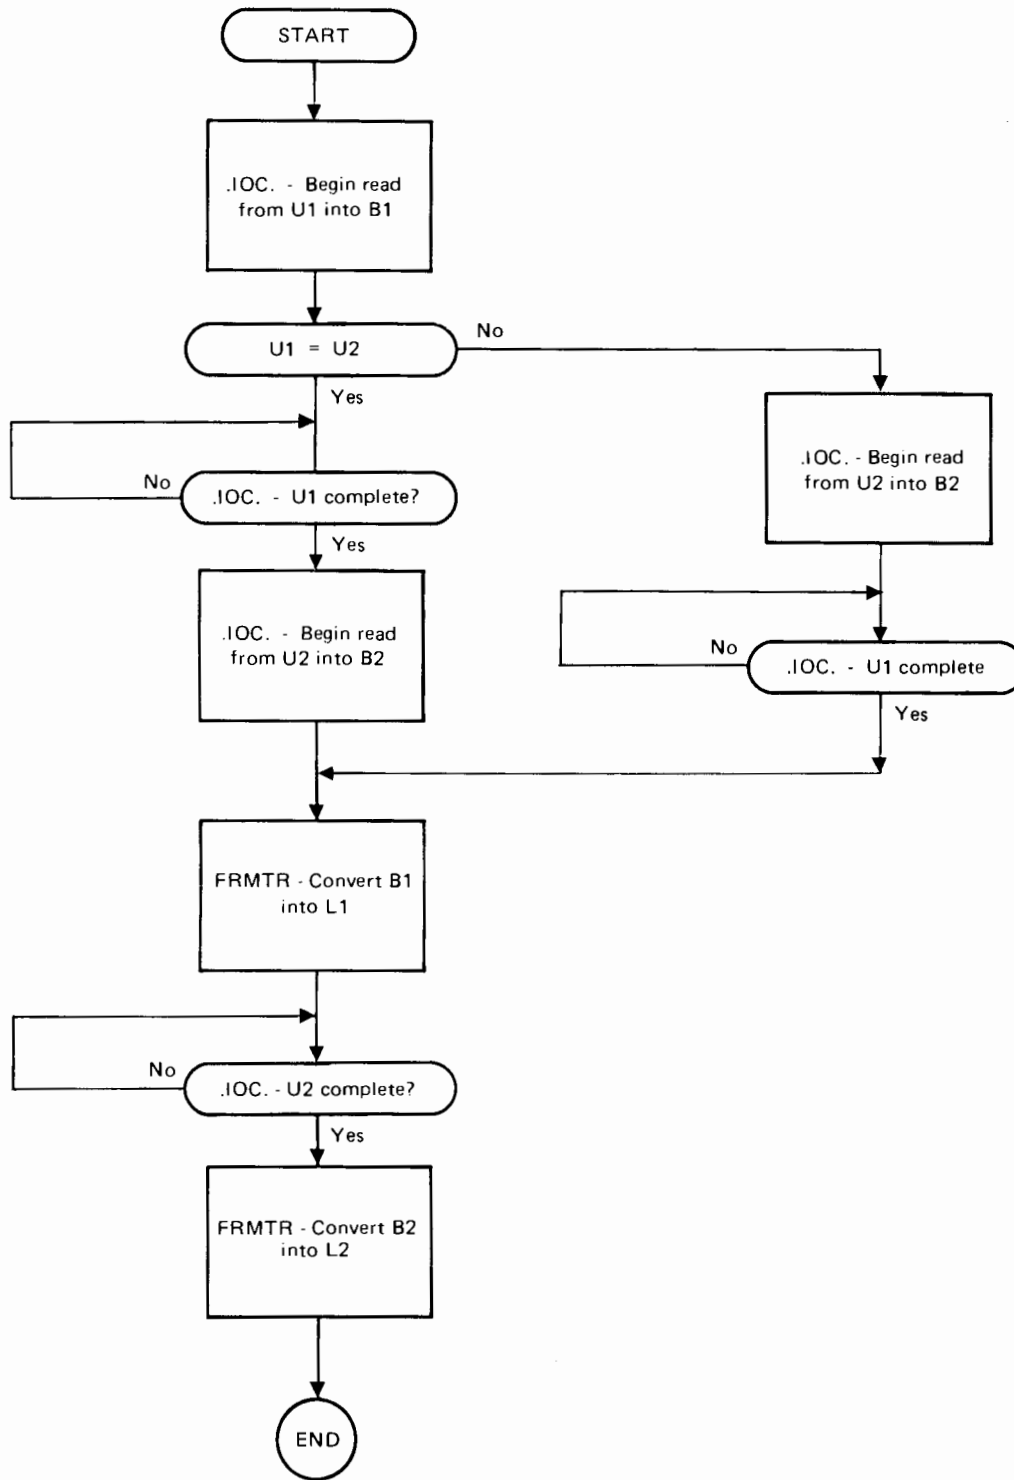 START
.IOC. - Begin read
from U1 into B1
U1 = U2
No
Yes
.IOC. - Begin read
from U2 into B2
No
.IOC. - U1 complete?
Yes
.IOC. - Begin read
from U2 into B2
No
.IOC. - U1 complete
Yes
FRMTR - Convert B1
into L1
No
.IOC. - U2 complete?
Yes
FRMTR - Convert B2
into L2
END